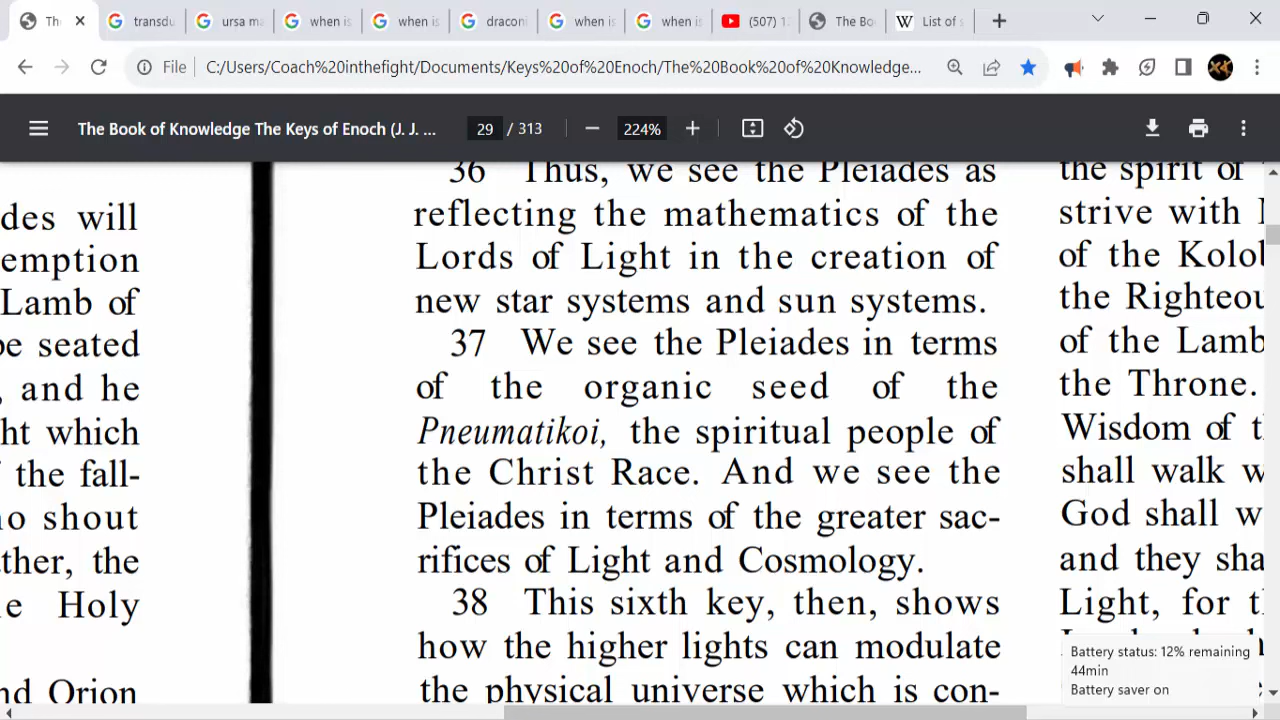 Th
transdu
ursa ma
when is
when is
draconi
when is
when is
(507) 1
The Bo
List of s
File
C:/Users/Coach%20inthefight/Documents/Keys%20of%20Enoch/The%20Book%20of%20Knowledge...
The Book of Knowledge The Keys of Enoch (J. J. ...
29 / 313
224%
des will
emption
Lamb of
be seated
, and he
ht which
the fall-
no shout
ther, the
e Holy
nd Orion
36 Thus, we see the Pleiades as
reflecting the mathematics of the
Lords of Light in the creation of
new star systems and sun systems.
37 We see the Pleiades in terms
of the organic seed of the
Pneumatikoi, the spiritual people of
the Christ Race. And we see the
Pleiades in terms of the greater sac-
rifices of Light and Cosmology.
38 This sixth key, then, shows
how the higher lights can modulate
the physical universe which is con-
the spirit of
strive with
of the Kolob
the Righteou
of the Lamb
the Throne.
Wisdom of t
shall walk w
God shall w
and they sha
Light, for t
Battery status: 12% remaining
44min
Battery saver on